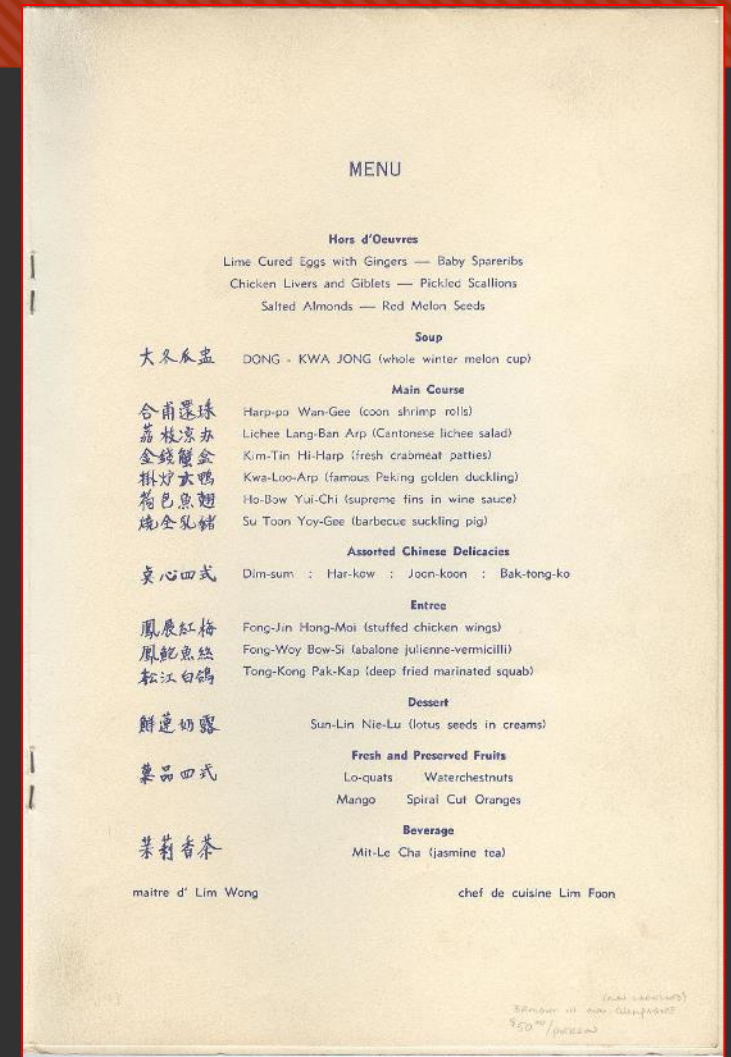 MENU
Hors d'Oeuvres
Lime Cured Eggs with Gingers — Baby Spareribs
Chicken Livers and Giblets — Pickled Scallions
Salted Almonds — Red Melon Seeds
Soup
大冬瓜盅 DONG - KWA JONG (whole winter melon cup)
Main Course
合甫還珠 Harp-po Wan-Gee (coon shrimp rolls)
荔枝凉办 Lichee Lang-Ban Arp (Cantonese lichee salad)
金錢蟹盒 Kim-Tin Hi-Harp (fresh crabmeat patties)
掛炉大鴨 Kwa-Loo-Arp (famous Peking golden duckling)
荷包魚翅 Ho-Bow Yui-Chi (supreme fins in wine sauce)
燒全乳豬 Su Toon Yoy-Gee (barbecue suckling pig)
Assorted Chinese Delicacies
点心四式 Dim-sum : Har-kow : Joon-koon : Bak-tong-ko
Entree
鳳展紅梅 Fong-Jin Hong-Moi (stuffed chicken wings)
鳳鮑魚絲 Fong-Woy Bow-Si (abalone julienne-vermicilli)
松江白鴿 Tong-Kong Pak-Kap (deep fried marinated squab)
Dessert
鮮蓮奶露 Sun-Lin Nie-Lu (lotus seeds in creams)
Fresh and Preserved Fruits
菓品四式 Lo-quats Waterchestnuts
Mango Spiral Cut Oranges
Beverage
茉莉香茶 Mit-Le Cha (jasmine tea)
maitre d' Lim Wong chef de cuisine Lim Foon
$50.00/person